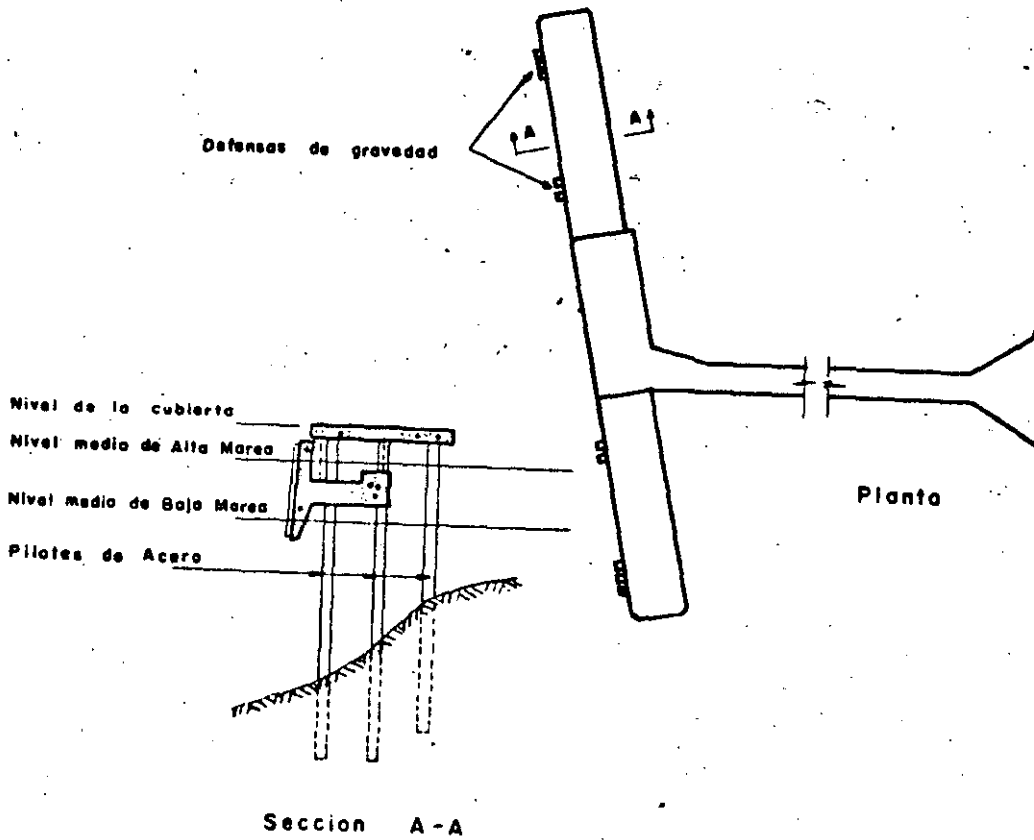 Defensas de gravedad
A
A
Nivel de la cubierta
Nivel medio de Alta Marea
Nivel medio de Baja Marea
Pilotes de Acero
Planta
Seccion A-A